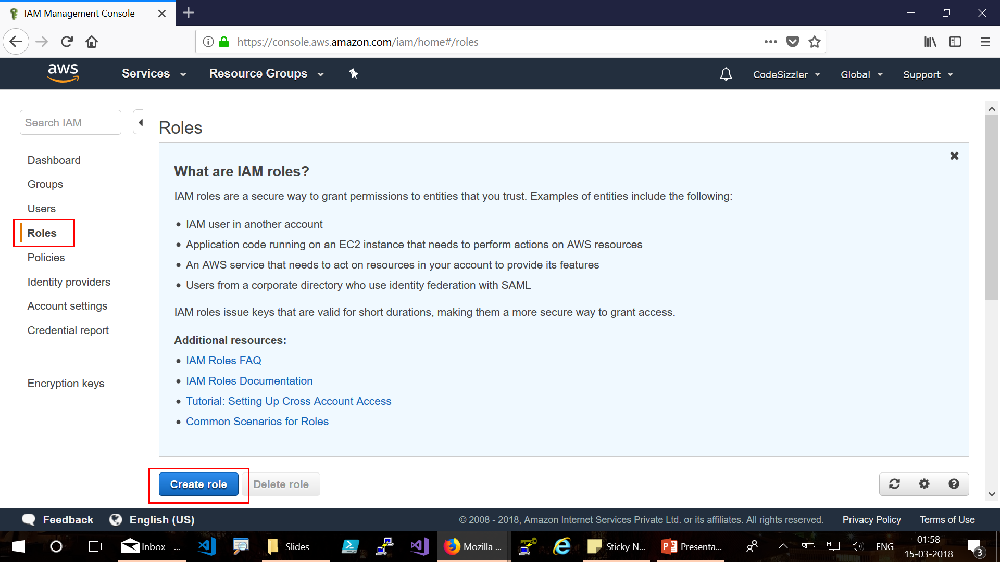 IAM Management Console
https://console.aws.amazon.com/iam/home#/roles
aws
Services
Resource Groups
CodeSizzler
Global
Support
Search IAM
Dashboard
Groups
Users
Roles
Policies
Identity providers
Account settings
Credential report
Encryption keys
Roles
What are IAM roles?
IAM roles are a secure way to grant permissions to entities that you trust. Examples of entities include the following:
IAM user in another account
Application code running on an EC2 instance that needs to perform actions on AWS resources
An AWS service that needs to act on resources in your account to provide its features
Users from a corporate directory who use identity federation with SAML
IAM roles issue keys that are valid for short durations, making them a more secure way to grant access.
Additional resources:
IAM Roles FAQ
IAM Roles Documentation
Tutorial: Setting Up Cross Account Access
Common Scenarios for Roles
Create role
Delete role
Feedback
English (US)
© 2008 - 2018, Amazon Internet Services Private Ltd. or its affiliates. All rights reserved.
Privacy Policy
Terms of Use
Inbox - ...
Slides
Mozilla ...
Sticky N...
Presenta...
ENG
01:58
15-03-2018
3